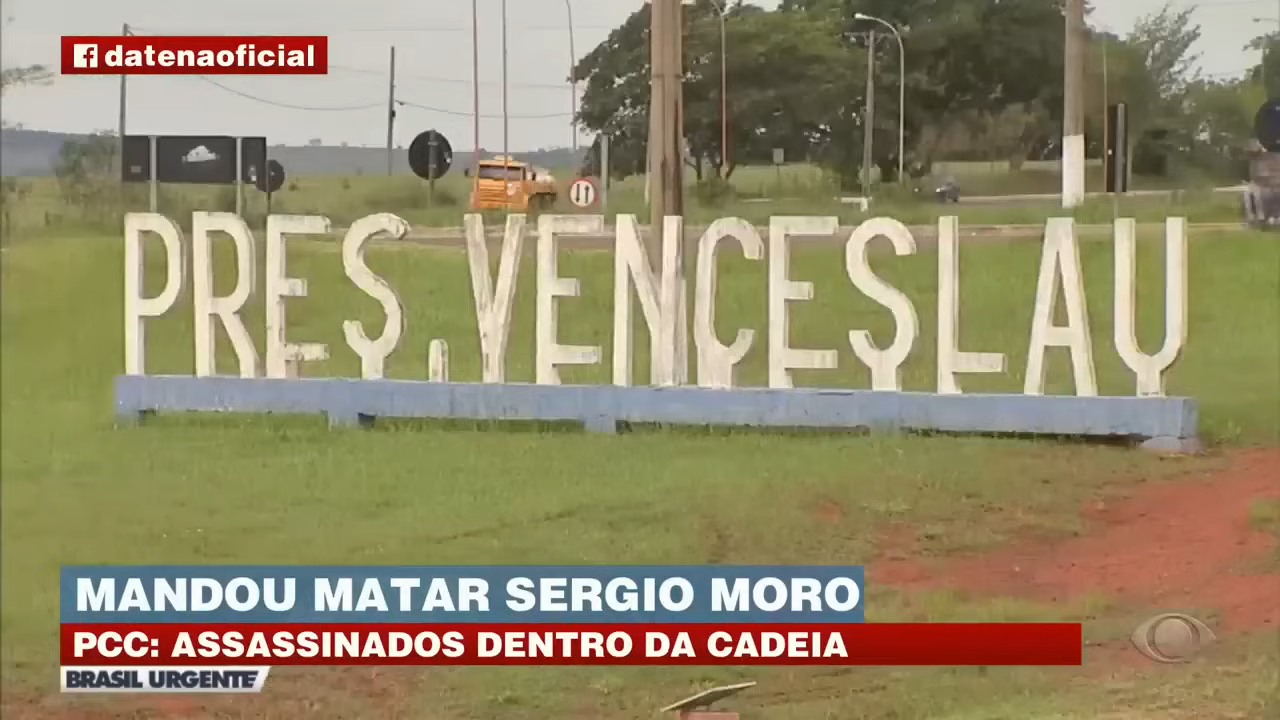 datenaoficial
PRES. VENCESLAU
MANDOU MATAR SERGIO MORO
PCC: ASSASSINADOS DENTRO DA CADEIA
BRASIL URGENTE